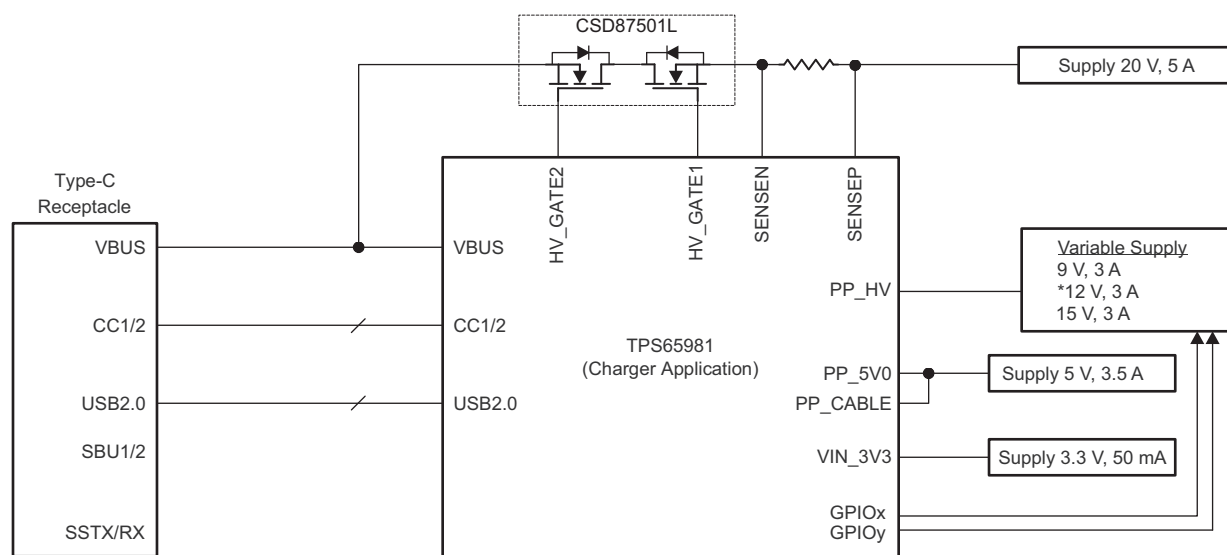 CSD87501L
Supply 20 V, 5 A
HV_GATE2
HV_GATE1
SENSEN
SENSEP
Type-C
Receptacle
VBUS
VBUS
Variable Supply
9 V, 3 A
*12 V, 3 A
15 V, 3 A
PP_HV
CC1/2
CC1/2
TPS65981
(Charger Application)
PP_5V0
Supply 5 V, 3.5 A
USB2.0
USB2.0
PP_CABLE
SBU1/2
VIN_3V3
Supply 3.3 V, 50 mA
SSTX/RX
GPIOx
GPIOy